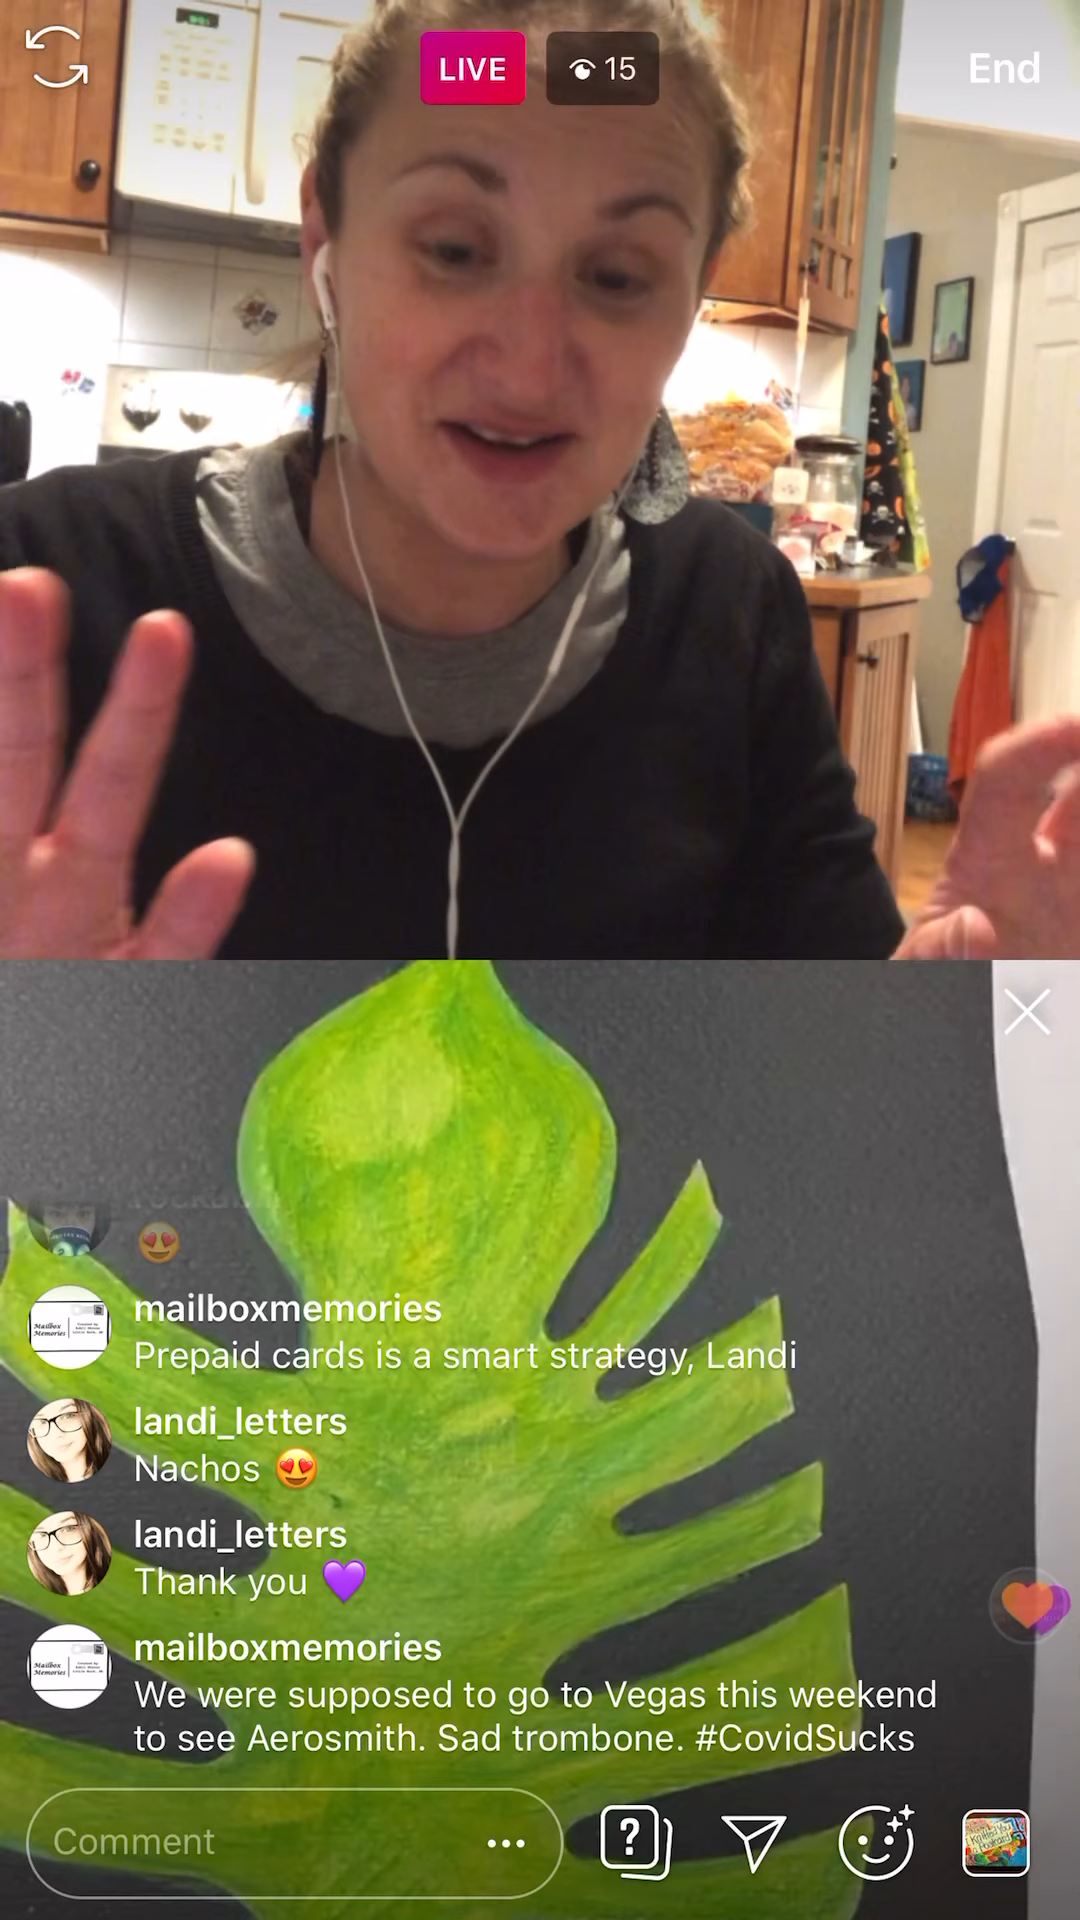 LIVE
15
End
mailboxmemories
Prepaid cards is a smart strategy, Landi
landi_letters
Nachos 😍
landi_letters
Thank you 💜
mailboxmemories
We were supposed to go to Vegas this weekend
to see Aerosmith. Sad trombone. #CovidSucks
Comment